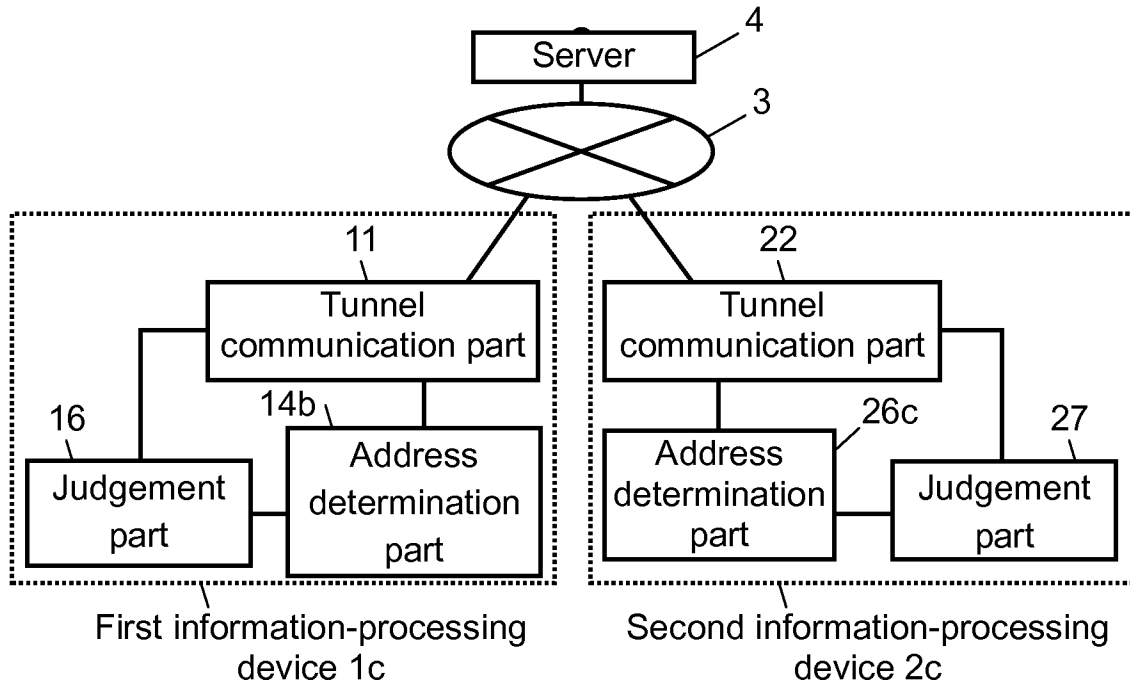 4
Server
3
11
Tunnel
communication part
16
14b
Judgement
part
Address
determination
part
First information-processing
device 1c
22
Tunnel
communication part
26c
27
Address
determination
part
Judgement
part
Second information-processing
device 2c